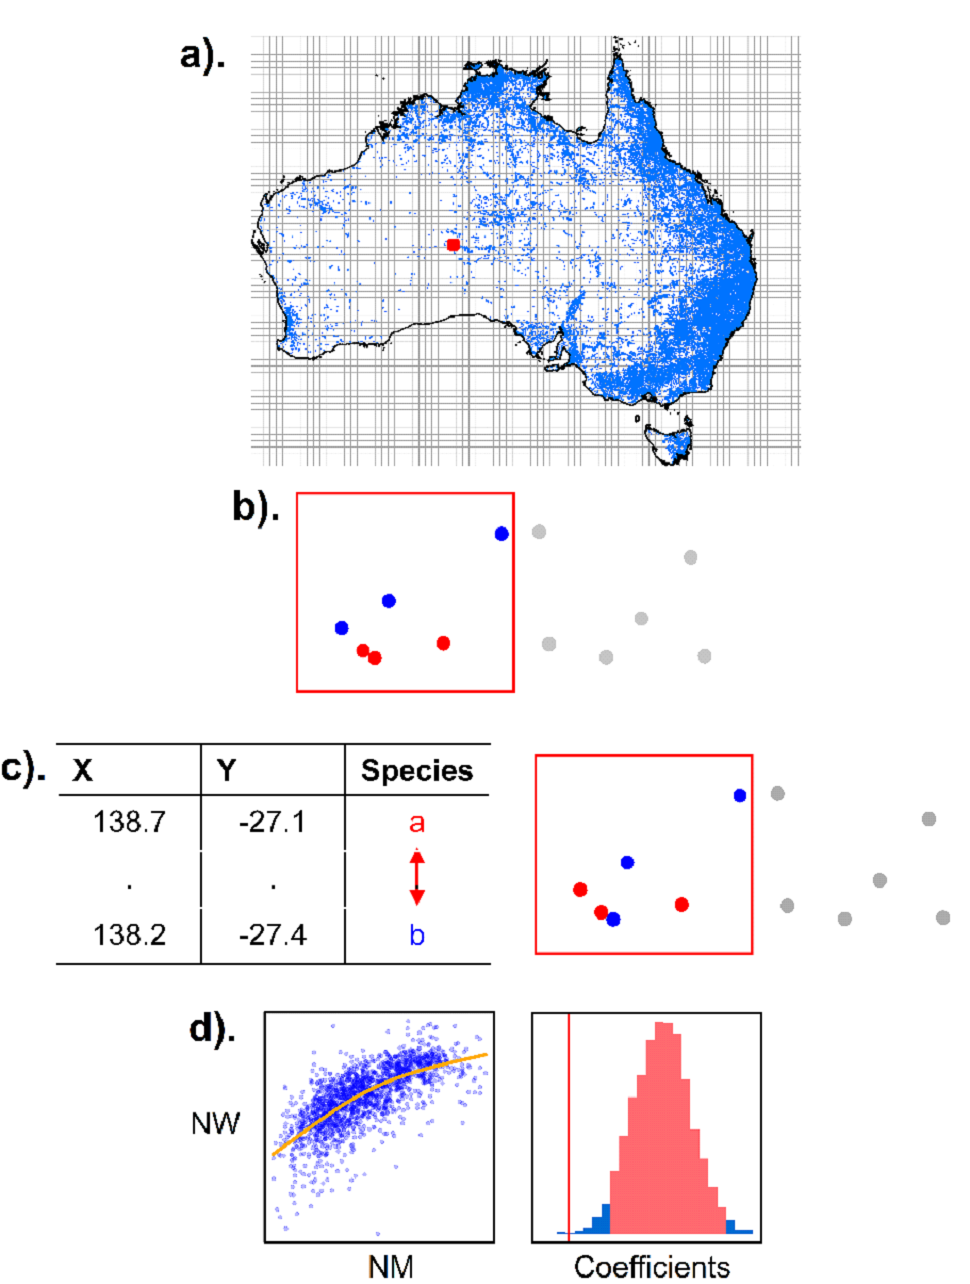 a).
b).
c).
X Y Species
138.7 -27.1 a
. . .
138.2 -27.4 b
d).
NW
NM Coefficients